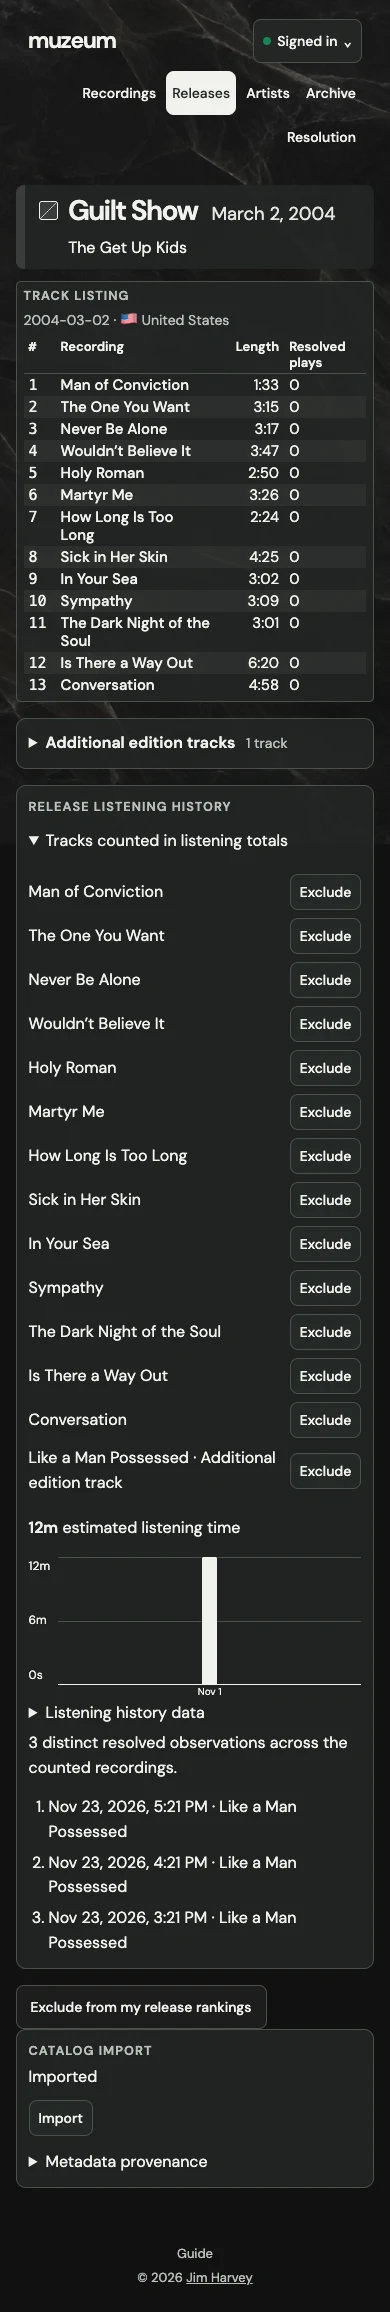 muzeum
Signed in
Recordings Releases Artists Archive
Resolution
Guilt Show March 2, 2004
The Get Up Kids
TRACK LISTING
2004-03-02 · 🇺🇸 United States
# Recording Length Resolved plays
1 Man of Conviction 1:33 0
2 The One You Want 3:15 0
3 Never Be Alone 3:17 0
4 Wouldn’t Believe It 3:47 0
5 Holy Roman 2:50 0
6 Martyr Me 3:26 0
7 How Long Is Too Long 2:24 0
8 Sick in Her Skin 4:25 0
9 In Your Sea 3:02 0
10 Sympathy 3:09 0
11 The Dark Night of the Soul 3:01 0
12 Is There a Way Out 6:20 0
13 Conversation 4:58 0
▶ Additional edition tracks 1 track
RELEASE LISTENING HISTORY
▼ Tracks counted in listening totals
Man of Conviction Exclude
The One You Want Exclude
Never Be Alone Exclude
Wouldn’t Believe It Exclude
Holy Roman Exclude
Martyr Me Exclude
How Long Is Too Long Exclude
Sick in Her Skin Exclude
In Your Sea Exclude
Sympathy Exclude
The Dark Night of the Soul Exclude
Is There a Way Out Exclude
Conversation Exclude
Like a Man Possessed · Additional
edition track Exclude
12m estimated listening time
12m
6m
0s
Nov 1
▶ Listening history data
3 distinct resolved observations across the
counted recordings.
1. Nov 23, 2026, 5:21 PM · Like a Man
Possessed
2. Nov 23, 2026, 4:21 PM · Like a Man
Possessed
3. Nov 23, 2026, 3:21 PM · Like a Man
Possessed
Exclude from my release rankings
CATALOG IMPORT
Imported
Import
▶ Metadata provenance
Guide
© 2026 Jim Harvey